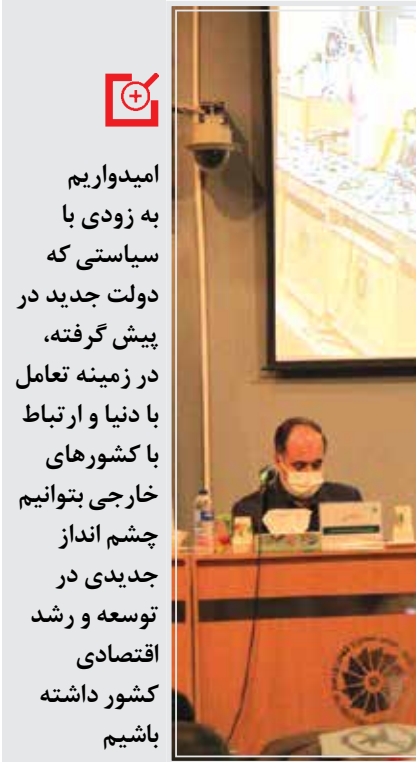 امیدواریم
به زودی با
سیاستی که
دولت جدید در
پیش گرفته،
در زمینه تعامل
با دنیا و ارتباط
با کشورهای
خارجی بتوانیم
چشم انداز
جدیدی در
توسعه و رشد
اقتصادی
کشور داشته
باشیم